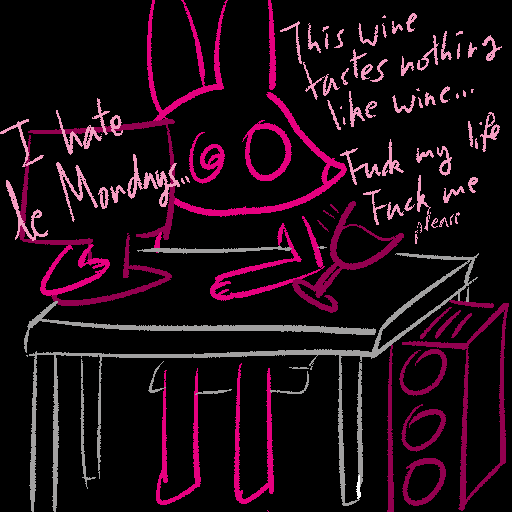 This wine
tastes nothing
like wine...
I hate
le Mondays...
Fuck my life
Fuck me
please